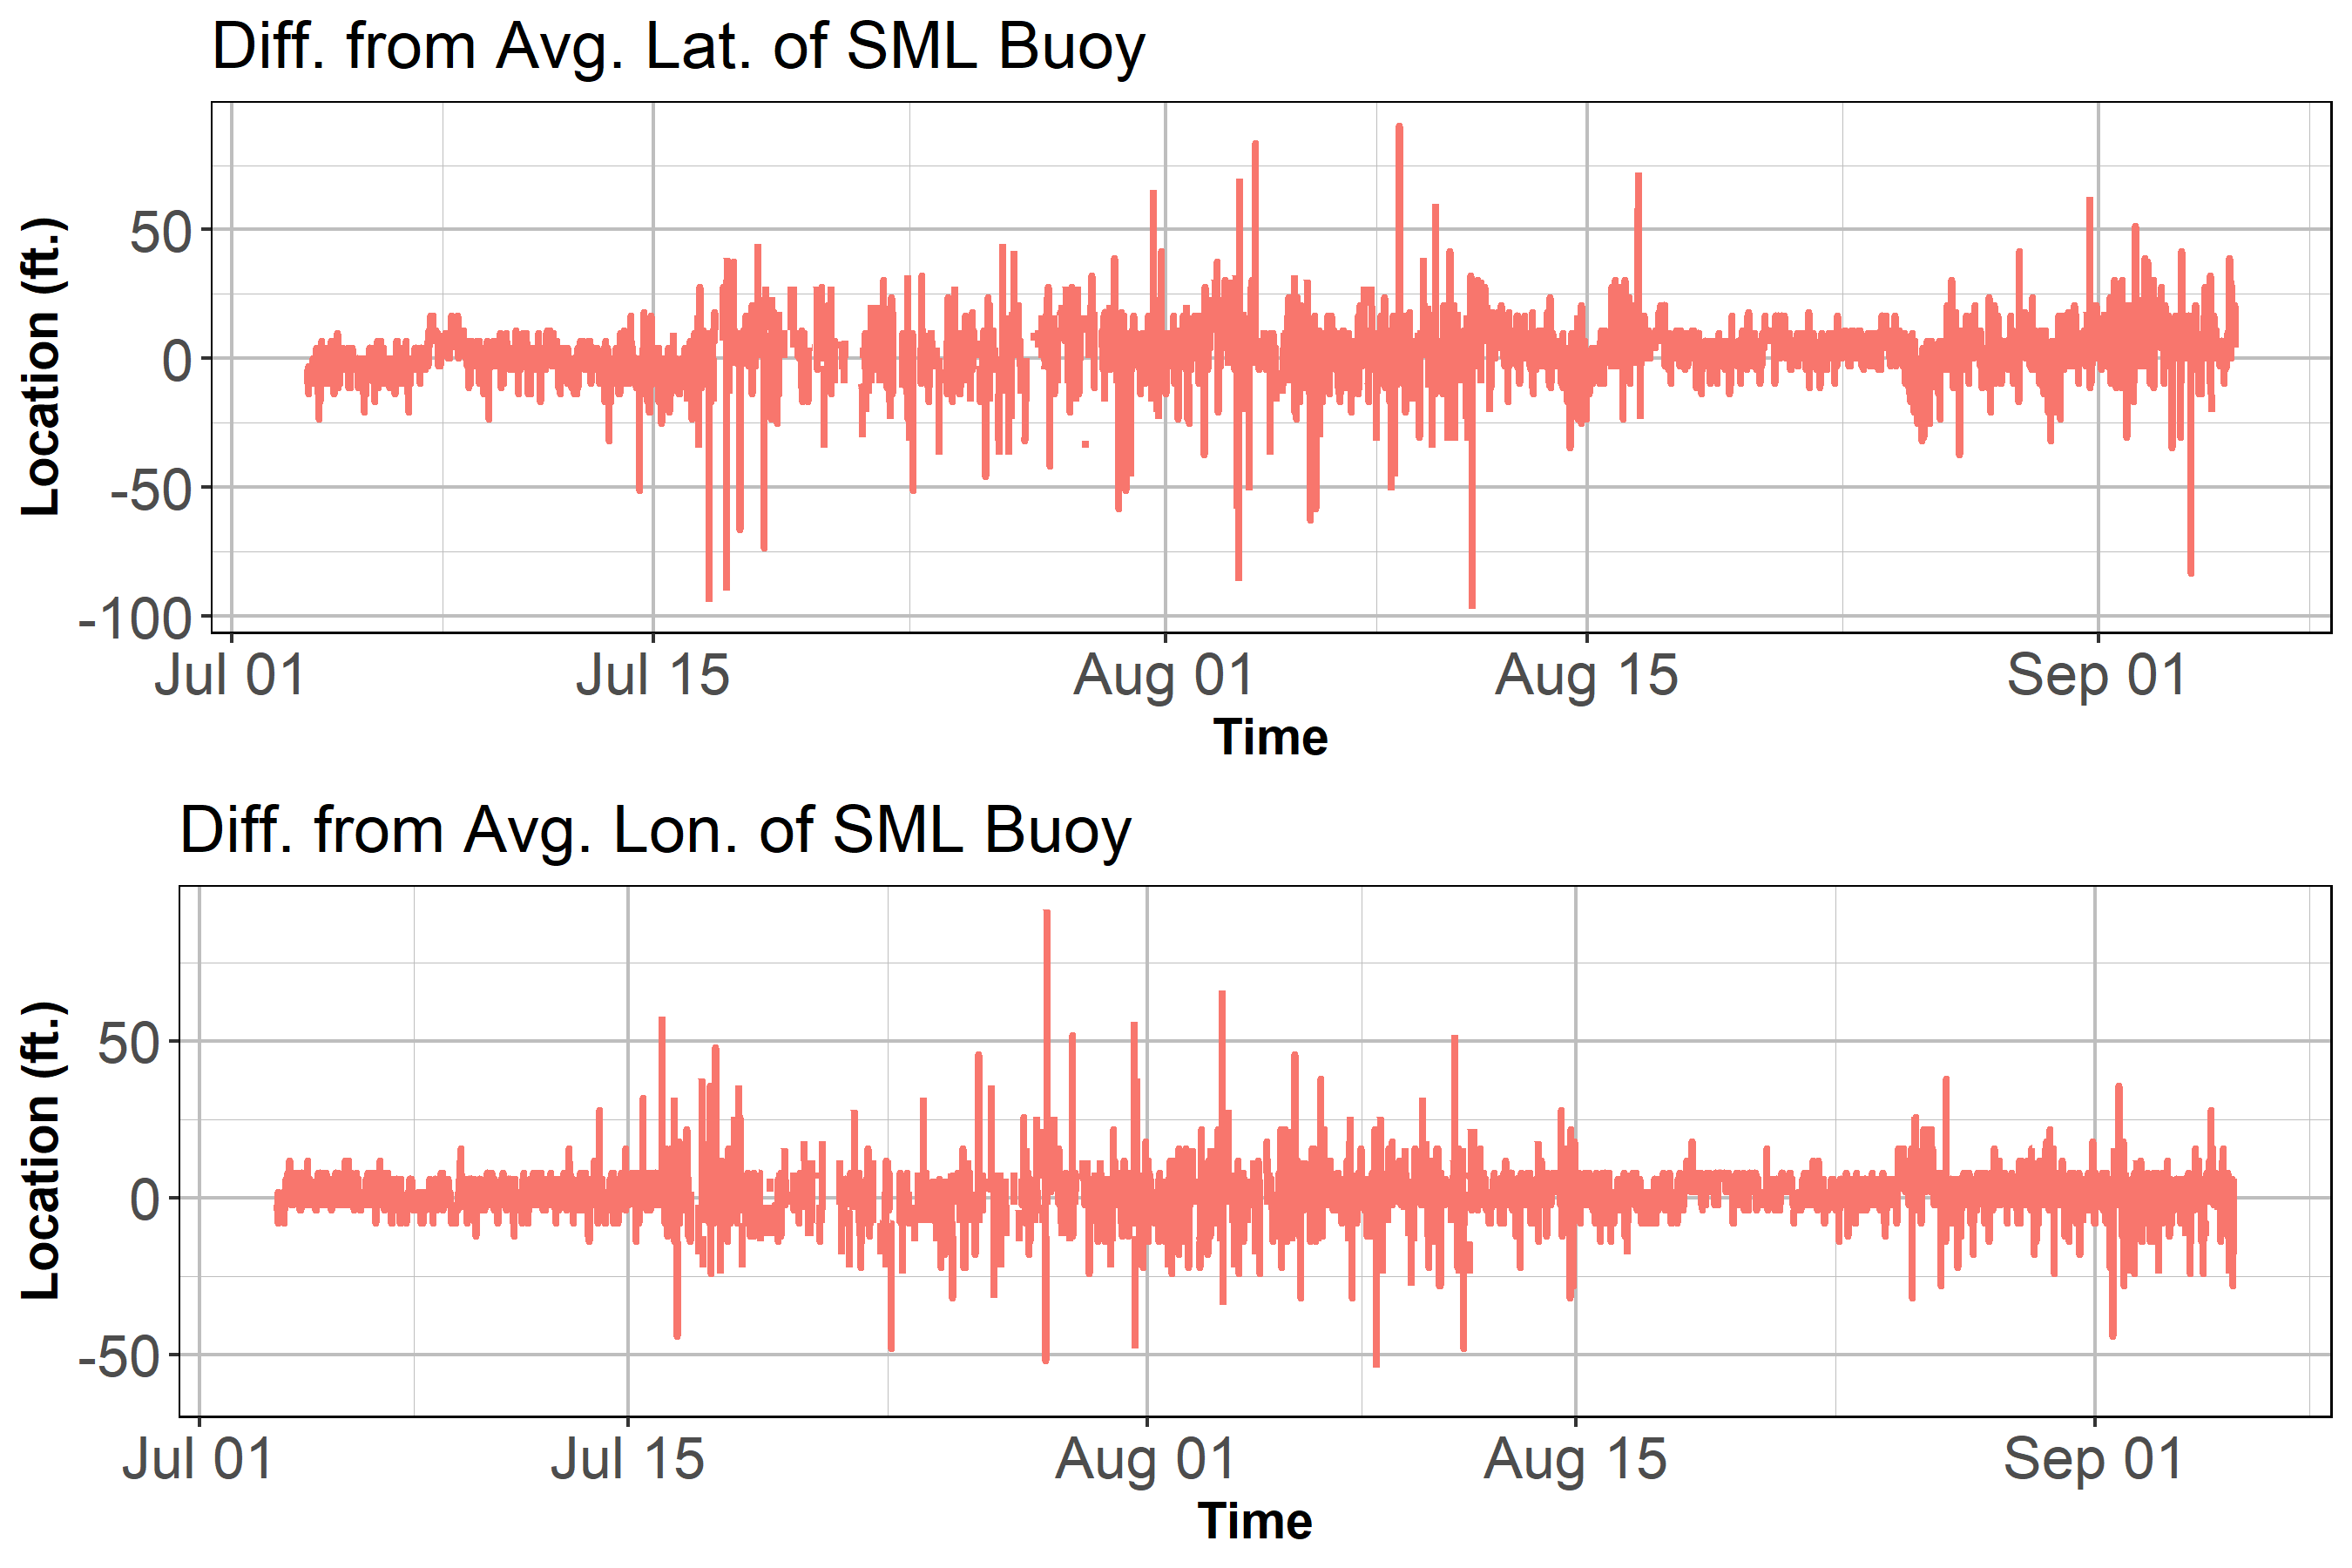 Diff. from Avg. Lat. of SML Buoy
Location (ft.)
50
0
-50
-100
Jul 01 Jul 15 Aug 01 Aug 15 Sep 01
Time
Diff. from Avg. Lon. of SML Buoy
Location (ft.)
50
0
-50
Jul 01 Jul 15 Aug 01 Aug 15 Sep 01
Time